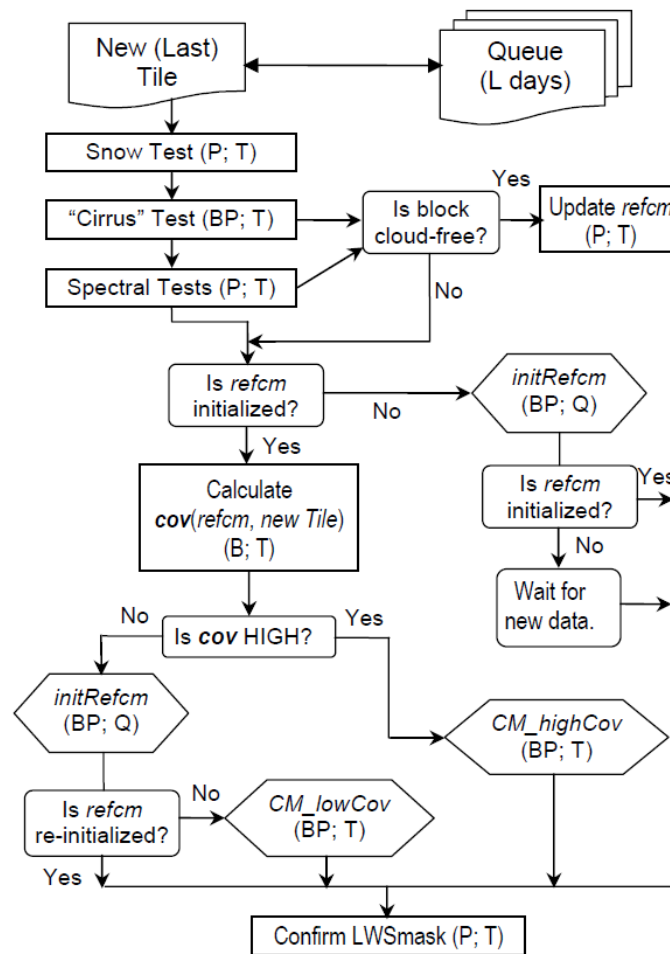 New (Last)
Tile
Queue
(L days)
Snow Test (P; T)
“Cirrus” Test (BP; T)
Is block
cloud-free?
Yes
Update refcm
(P; T)
Spectral Tests (P; T)
No
Is refcm
initialized?
No
initRefcm
(BP; Q)
Yes
Calculate
cov(refcm, new Tile)
(B; T)
Is refcm
initialized?
Yes
No
Wait for
new data.
No
Is cov HIGH?
Yes
initRefcm
(BP; Q)
CM_highCov
(BP; T)
Is refcm
re-initialized?
No
CM_lowCov
(BP; T)
Yes
Confirm LWSmask (P; T)